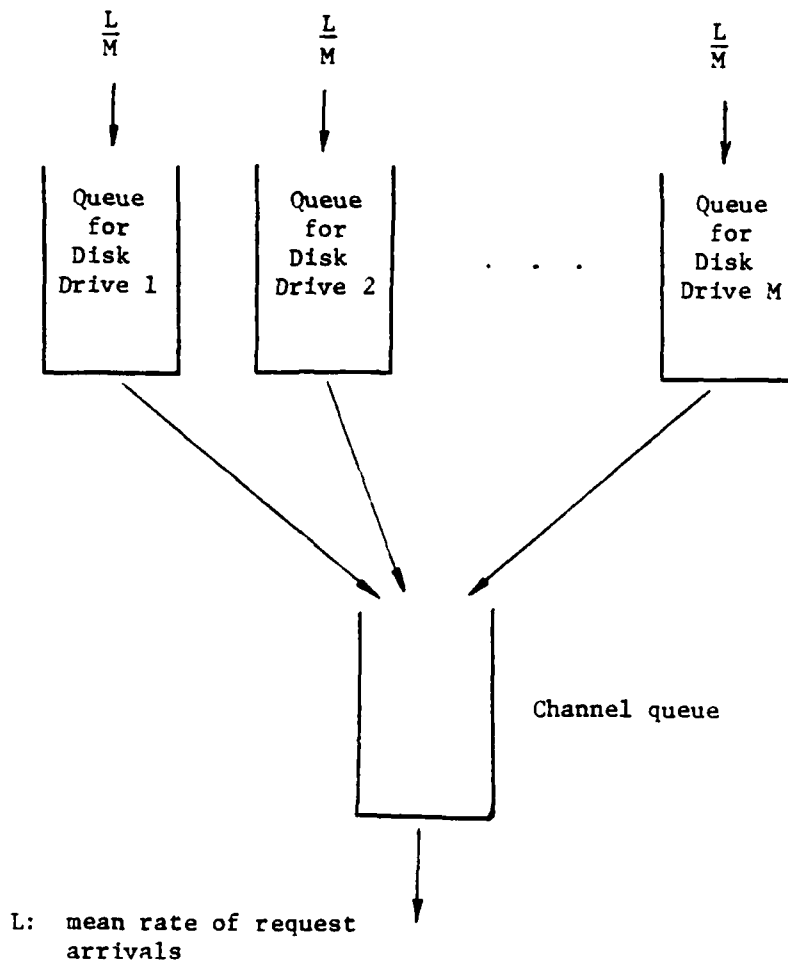 L/M
L/M
L/M
Queue
for
Disk
Drive 1
Queue
for
Disk
Drive 2
. . .
Queue
for
Disk
Drive M
Channel queue
L: mean rate of request
arrivals